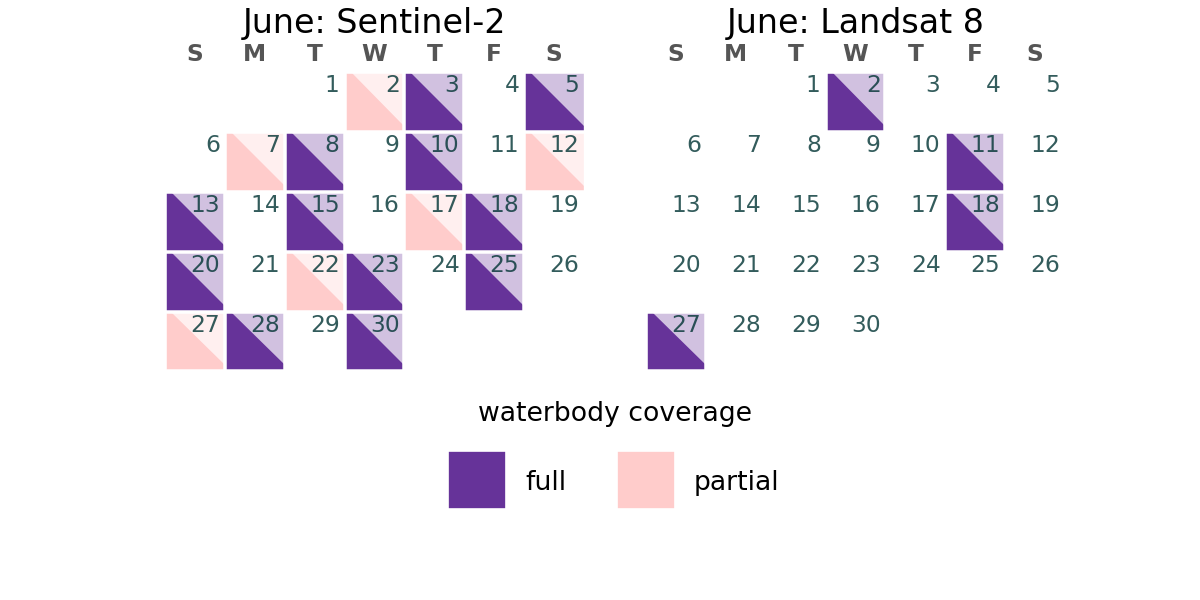 June: Sentinel-2
S M T W T F S
1 2 3 4 5
6 7 8 9 10 11 12
13 14 15 16 17 18 19
20 21 22 23 24 25 26
27 28 29 30
June: Landsat 8
S M T W T F S
1 2 3 4 5
6 7 8 9 10 11 12
13 14 15 16 17 18 19
20 21 22 23 24 25 26
27 28 29 30
waterbody coverage
full partial